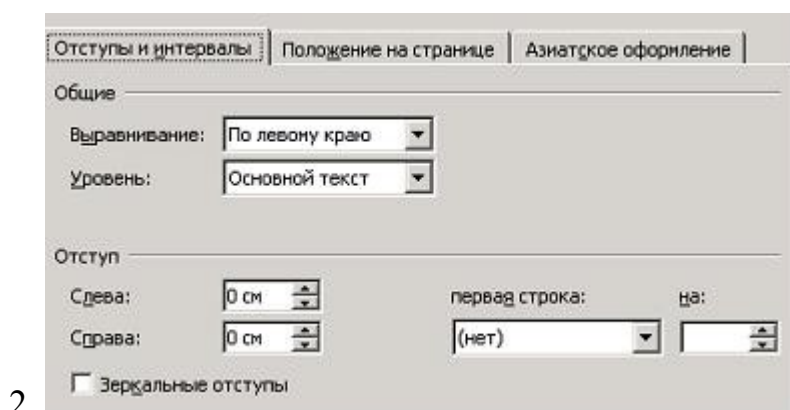 Отступы и интервалы Положение на странице Азиатское оформление
Общие
Выравнивание: По левому краю
Уровень: Основной текст
Отступ
Слева: 0 см первая строка: на:
Справа: 0 см (нет)
Зеркальные отступы
2